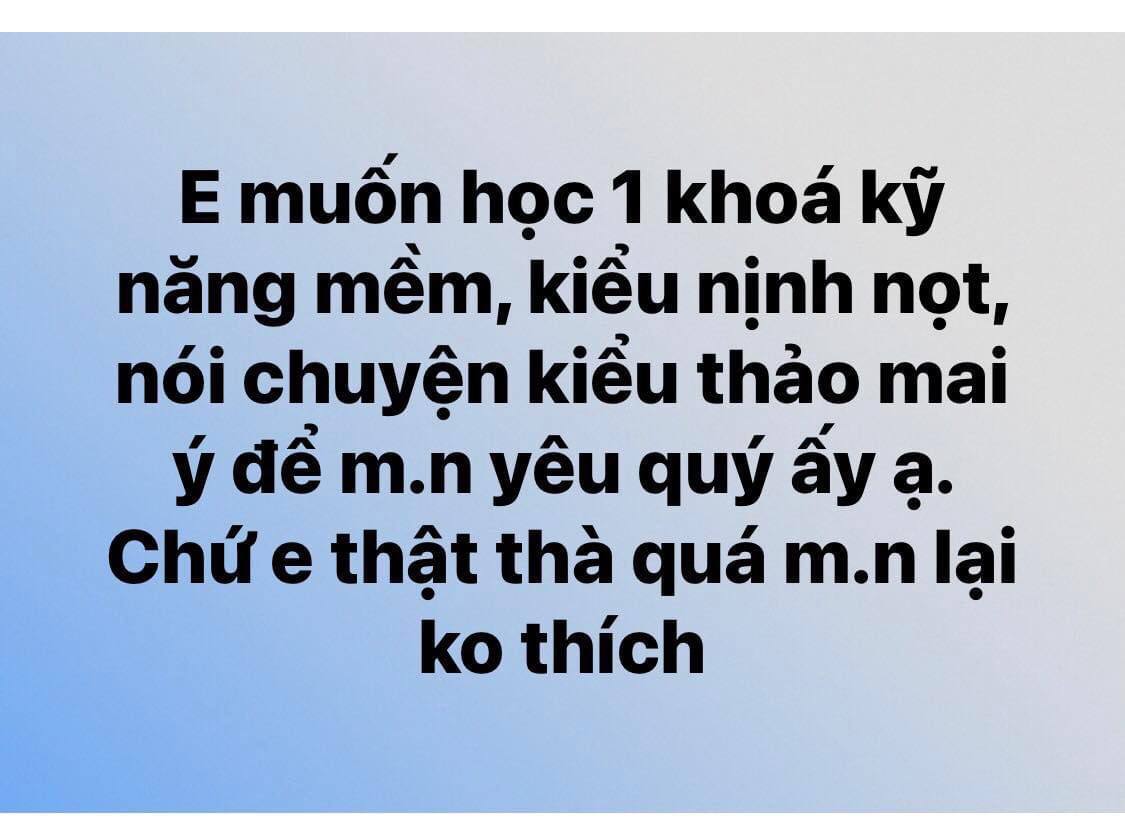 E muốn học 1 khoá kỹ
năng mềm, kiểu nịnh nọt,
nói chuyện kiểu thảo mai
ý để m.n yêu quý ấy ạ.
Chứ e thật thà quá m.n lại
ko thích